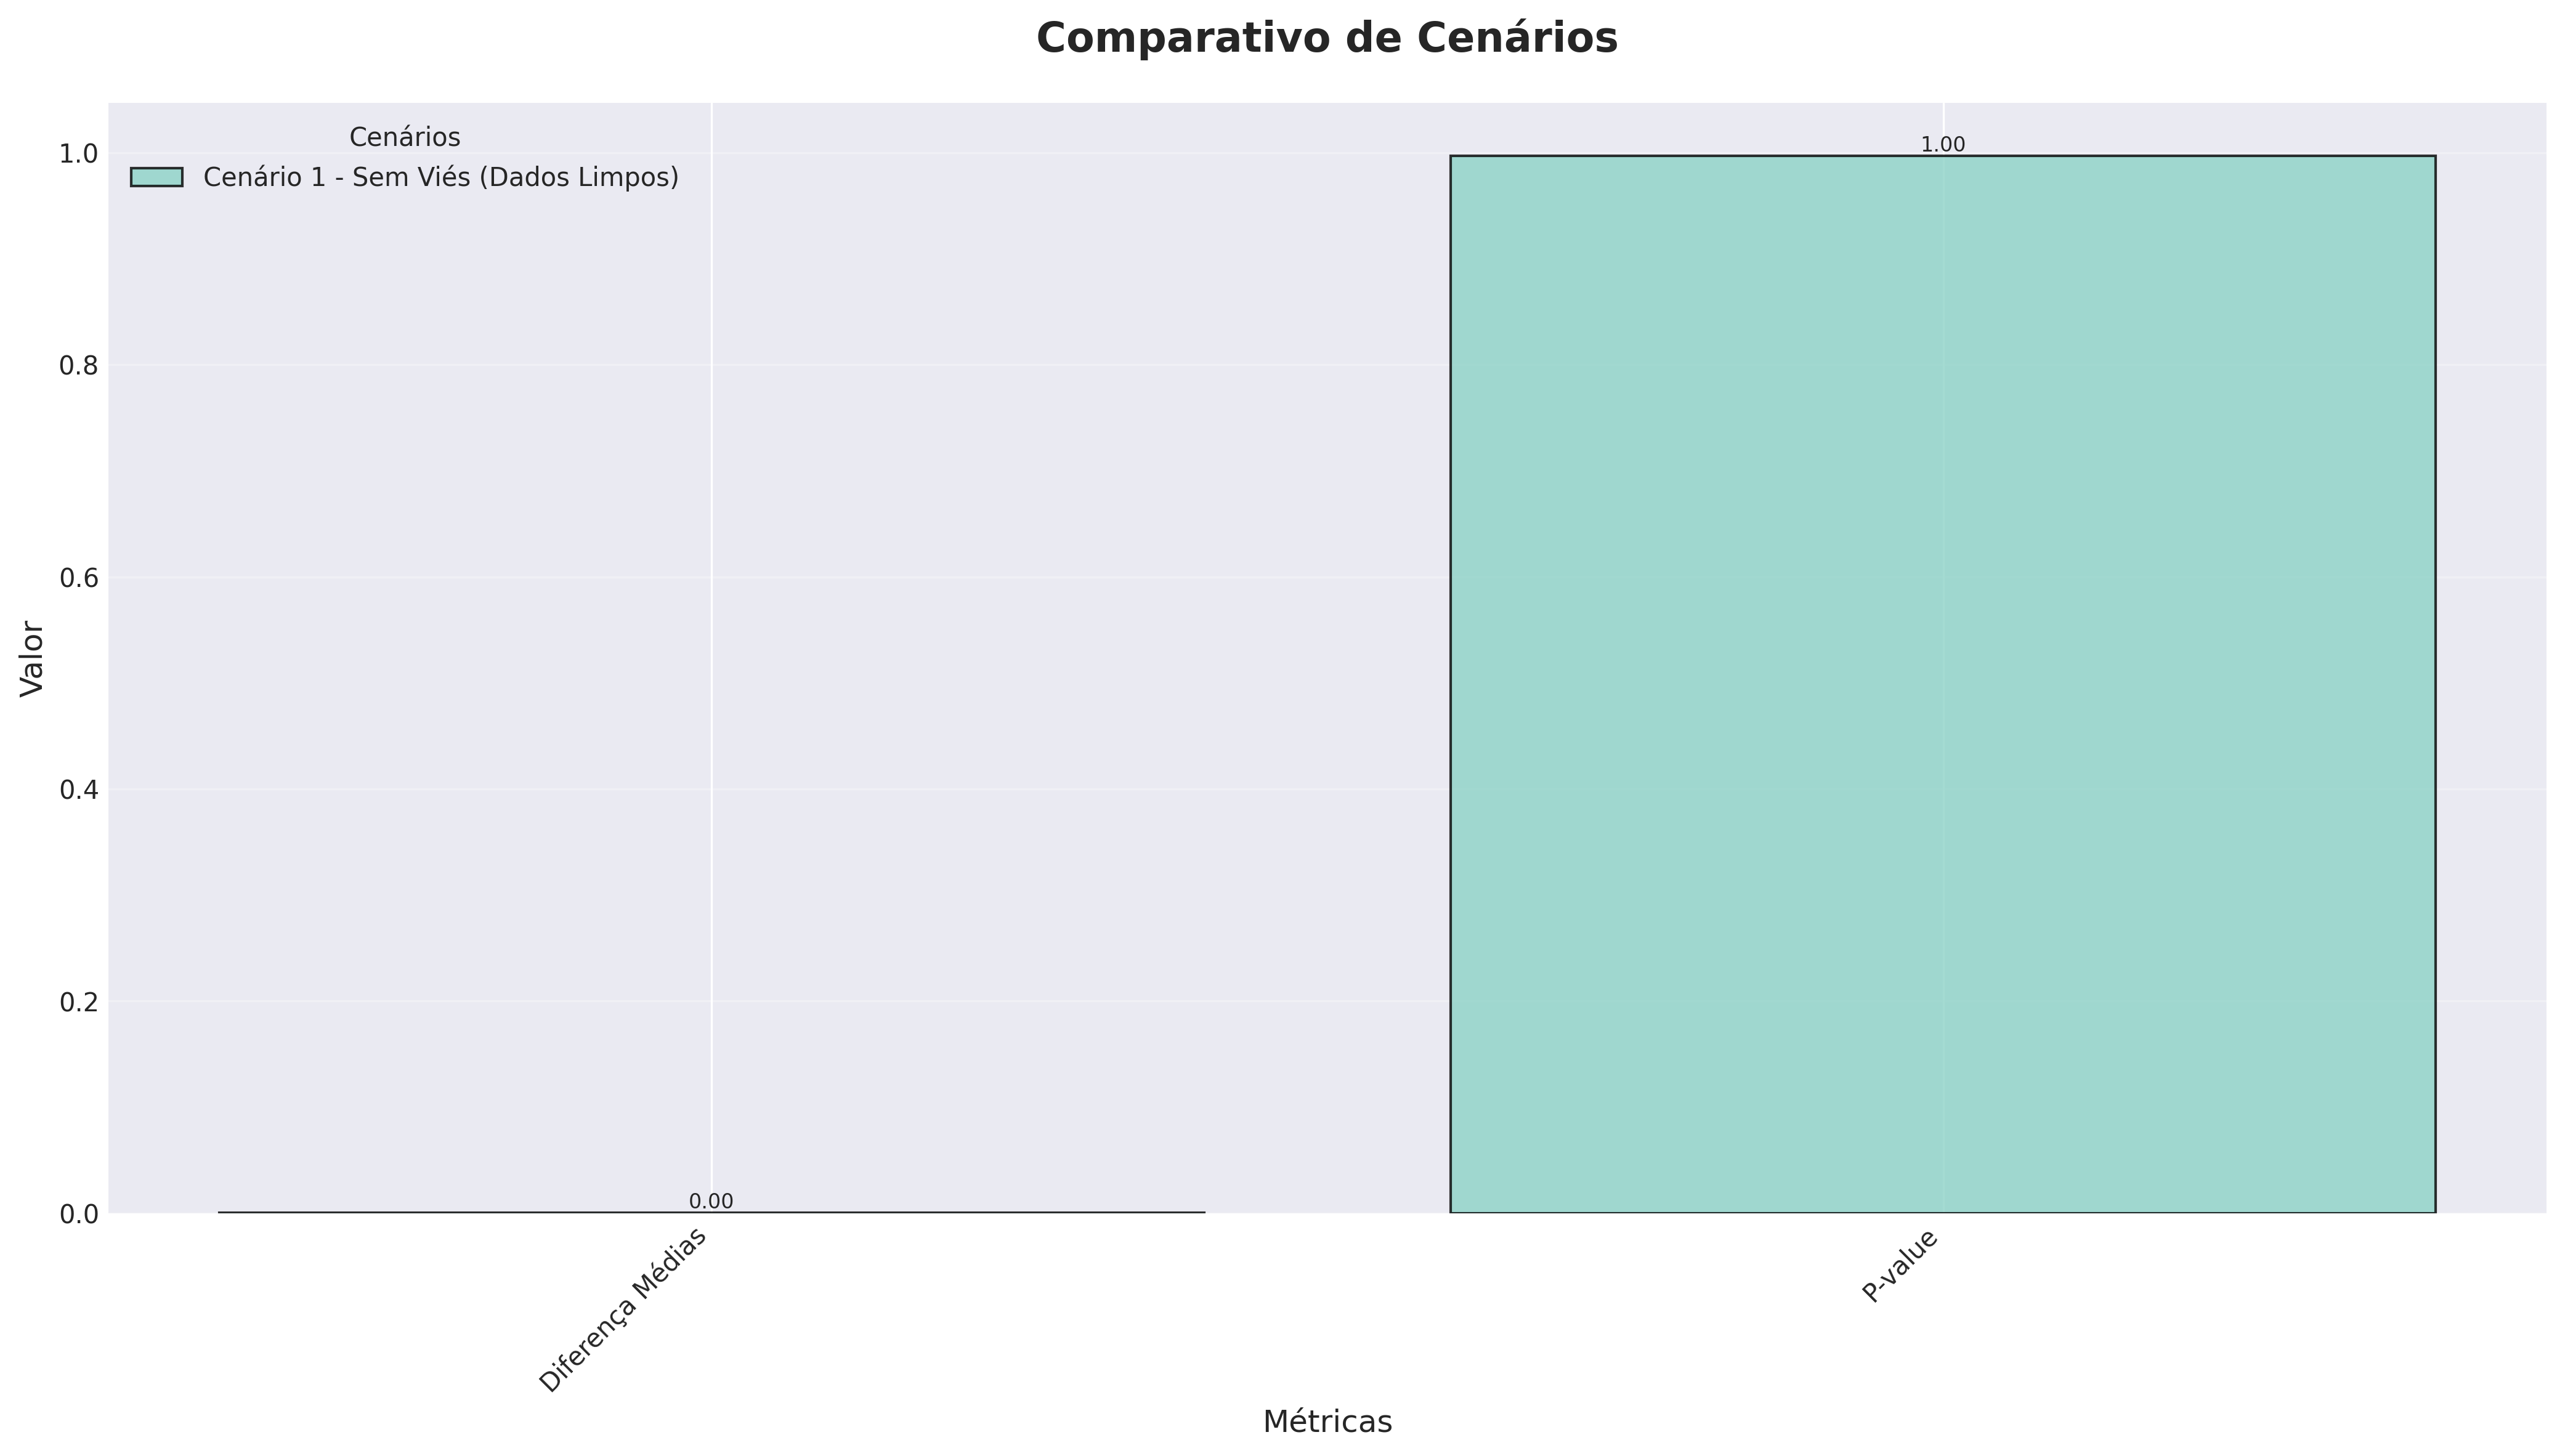 Comparativo de Cenários
Cenários
Cenário 1 - Sem Viés (Dados Limpos)
1.00
1.0
0.8
0.6
0.4
0.2
0.0
Valor
0.00
Diferença Médias
P-value
Métricas